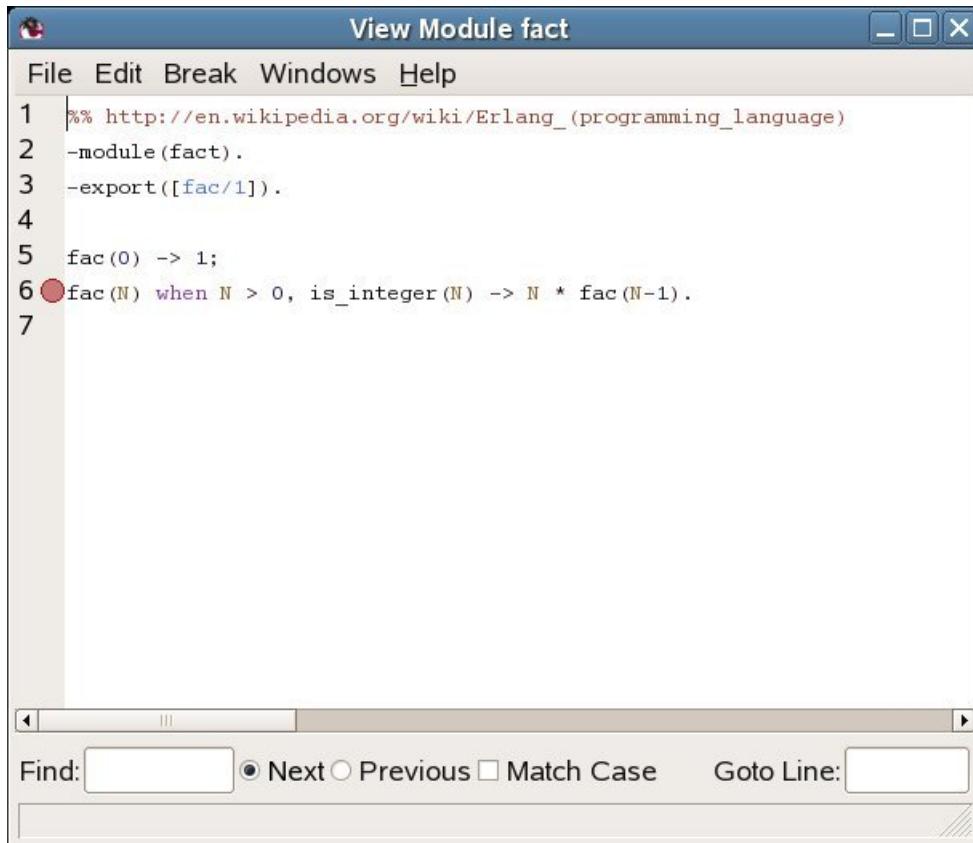 View Module fact
File Edit Break Windows Help
1 %% http://en.wikipedia.org/wiki/Erlang_(programming_language)
2 -module(fact).
3 -export([fac/1]).
4
5 fac(0) -> 1;
6 fac(N) when N > 0, is_integer(N) -> N * fac(N-1).
7
Find: Next Previous Match Case Goto Line: